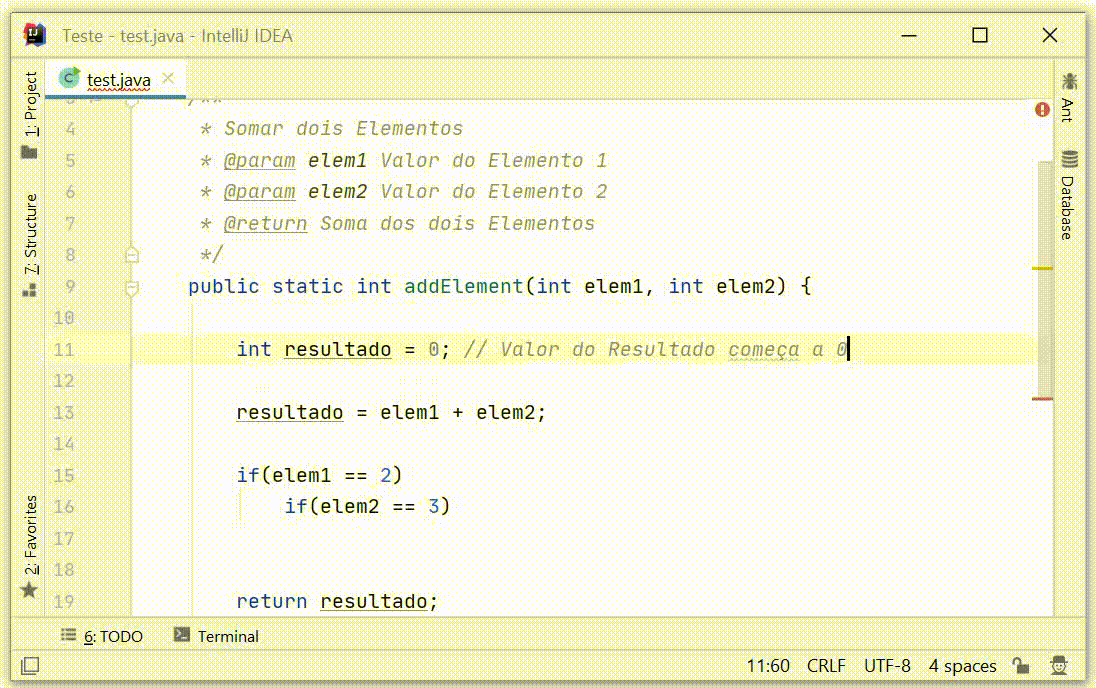 Teste - test.java - IntelliJ IDEA
test.java
1: Project
7: Structure
2: Favorites
Ant
Database
3 /**
4 * Somar dois Elementos
5 * @param elem1 Valor do Elemento 1
6 * @param elem2 Valor do Elemento 2
7 * @return Soma dos dois Elementos
8 */
9 public static int addElement(int elem1, int elem2) {
10
11 int resultado = 0; // Valor do Resultado começa a 0
12
13 resultado = elem1 + elem2;
14
15 if(elem1 == 2)
16 if(elem2 == 3)
17
18
19 return resultado;
6: TODO Terminal
11:60 CRLF UTF-8 4 spaces